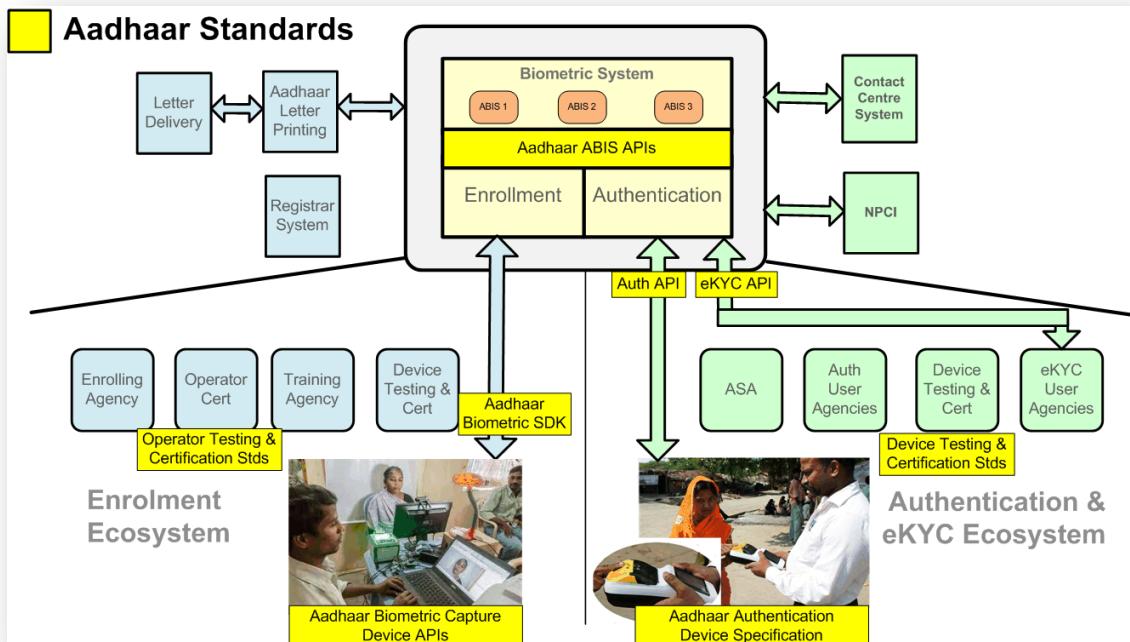 Aadhaar Standards
Biometric System
ABIS 1
ABIS 2
ABIS 3
Aadhaar ABIS APIs
Enrollment
Authentication
Letter
Delivery
Aadhaar
Letter
Printing
Registrar
System
Contact
Centre
System
NPCI
Auth API
eKYC API
Enrolling
Agency
Operator
Cert
Training
Agency
Device
Testing &
Cert
Aadhaar
Biometric SDK
Operator Testing &
Certification Stds
ASA
Auth
User
Agencies
Device
Testing &
Cert
eKYC
User
Agencies
Device Testing &
Certification Stds
Enrolment
Ecosystem
Authentication &
eKYC Ecosystem
Aadhaar Biometric Capture
Device APIs
Aadhaar Authentication
Device Specification